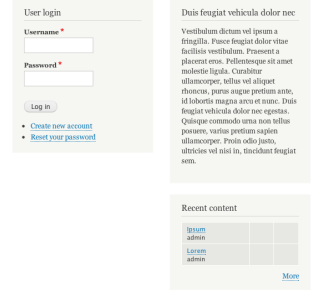 User login
Username *
Password *
Log in
Create new account
Reset your password
Duis feugiat vehicula dolor nec
Vestibulum dictum vel ipsum a
fringilla. Fusce feugiat dolor vitae
facilisis vestibulum. Praesent a
placerat eros. Pellentesque sit amet
molestie ligula. Curabitur
ullamcorper, tellus vel aliquet
rhoncus, purus augue pretium ante,
id lobortis magna arcu et nunc. Duis
feugiat vehicula dolor nec egestas.
Quisque commodo urna non tellus
posuere, varius pretium sapien
ullamcorper. Proin odio justo,
ultricies vel nisi in, tincidunt feugiat
sem.
Recent content
Ipsum
admin
Lorem
admin
More